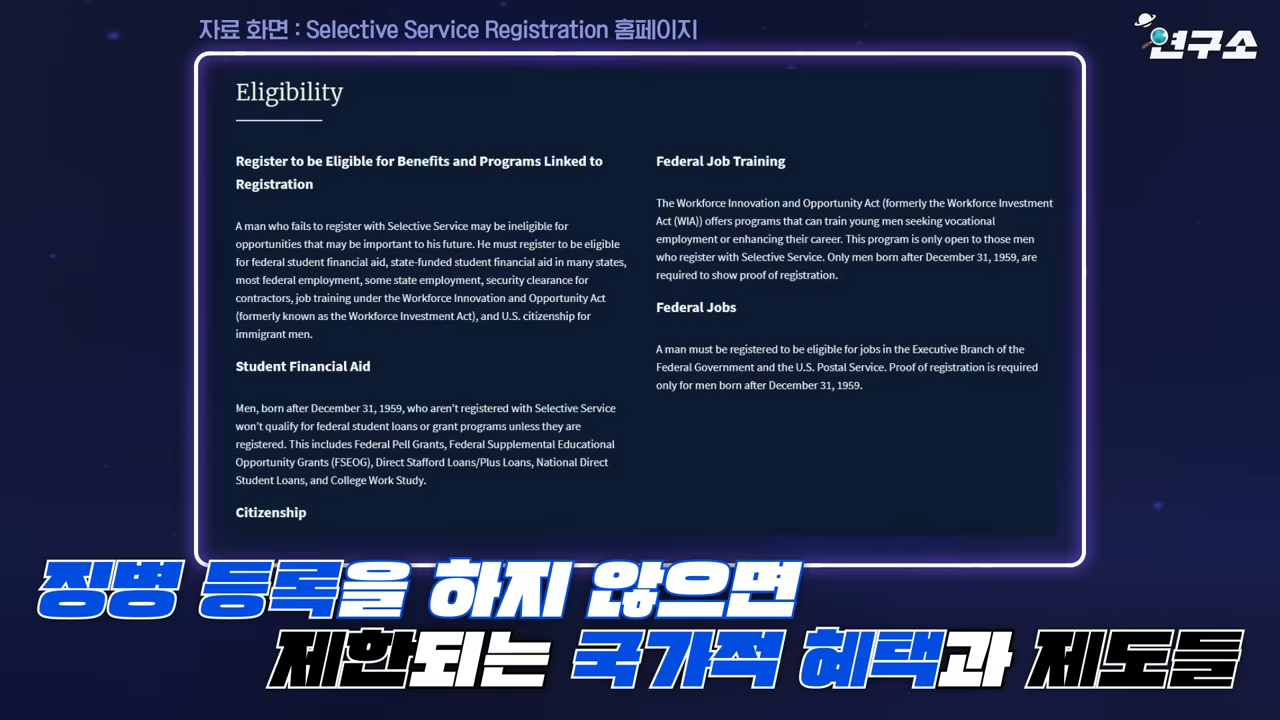 자료 화면 : Selective Service Registration 홈페이지
연구소
Eligibility
Register to be Eligible for Benefits and Programs Linked to
Registration
A man who fails to register with Selective Service may be ineligible for
opportunities that may be important to his future. He must register to be eligible
for federal student financial aid, state-funded student financial aid in many states,
most federal employment, some state employment, security clearance for
contractors, job training under the Workforce Innovation and Opportunity Act
(formerly known as the Workforce Investment Act), and U.S. citizenship for
immigrant men.
Student Financial Aid
Men, born after December 31, 1959, who aren't registered with Selective Service
won't qualify for federal student loans or grant programs unless they are
registered. This includes Federal Pell Grants, Federal Supplemental Educational
Opportunity Grants (FSEOG), Direct Stafford Loans/Plus Loans, National Direct
Student Loans, and College Work Study.
Citizenship
Federal Job Training
The Workforce Innovation and Opportunity Act (formerly the Workforce Investment
Act (WIA)) offers programs that can train young men seeking vocational
employment or enhancing their career. This program is only open to those men
who register with Selective Service. Only men born after December 31, 1959, are
required to show proof of registration.
Federal Jobs
A man must be registered to be eligible for jobs in the Executive Branch of the
Federal Government and the U.S. Postal Service. Proof of registration is required
only for men born after December 31, 1959.
징병 등록을 하지 않으면
제한되는 국가적 혜택과 제도들